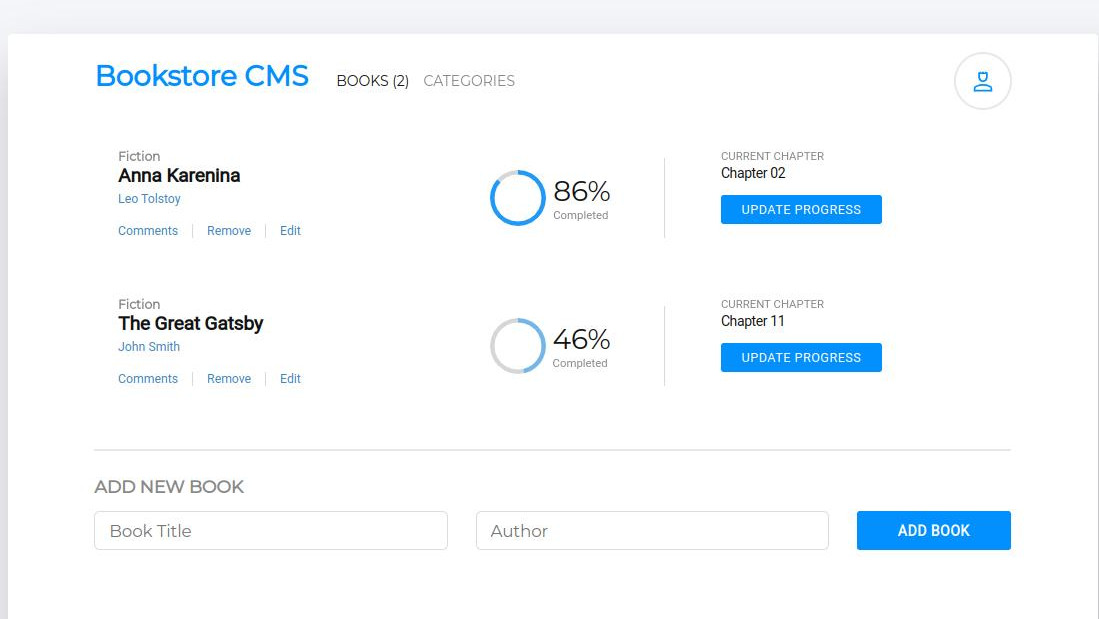 Bookstore CMS BOOKS (2) CATEGORIES
Fiction
Anna Karenina
Leo Tolstoy
Comments Remove Edit
86%
Completed
CURRENT CHAPTER
Chapter 02
UPDATE PROGRESS
Fiction
The Great Gatsby
John Smith
Comments Remove Edit
46%
Completed
CURRENT CHAPTER
Chapter 11
UPDATE PROGRESS
ADD NEW BOOK
Book Title Author ADD BOOK